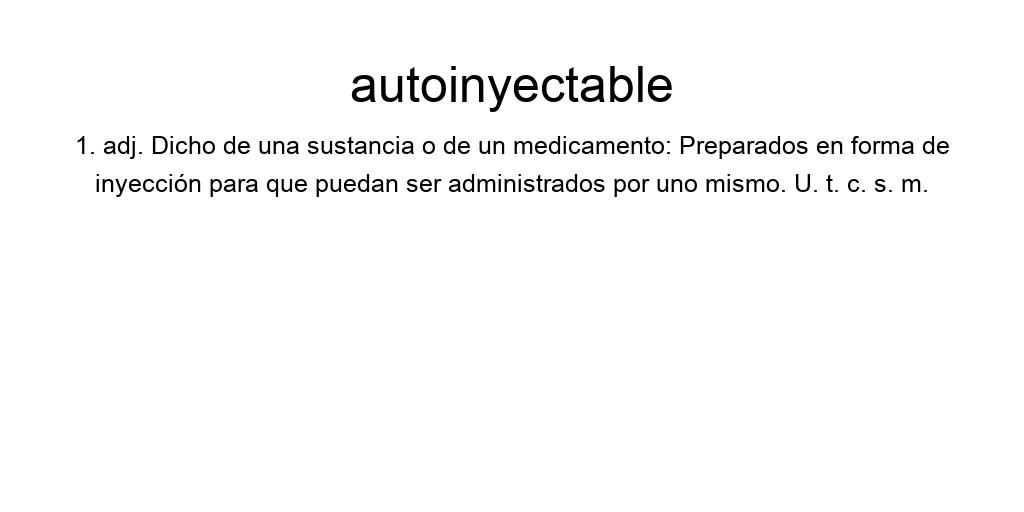 autoinyectable
1. adj. Dicho de una sustancia o de un medicamento: Preparados en forma de
inyección para que puedan ser administrados por uno mismo. U. t. c. s. m.